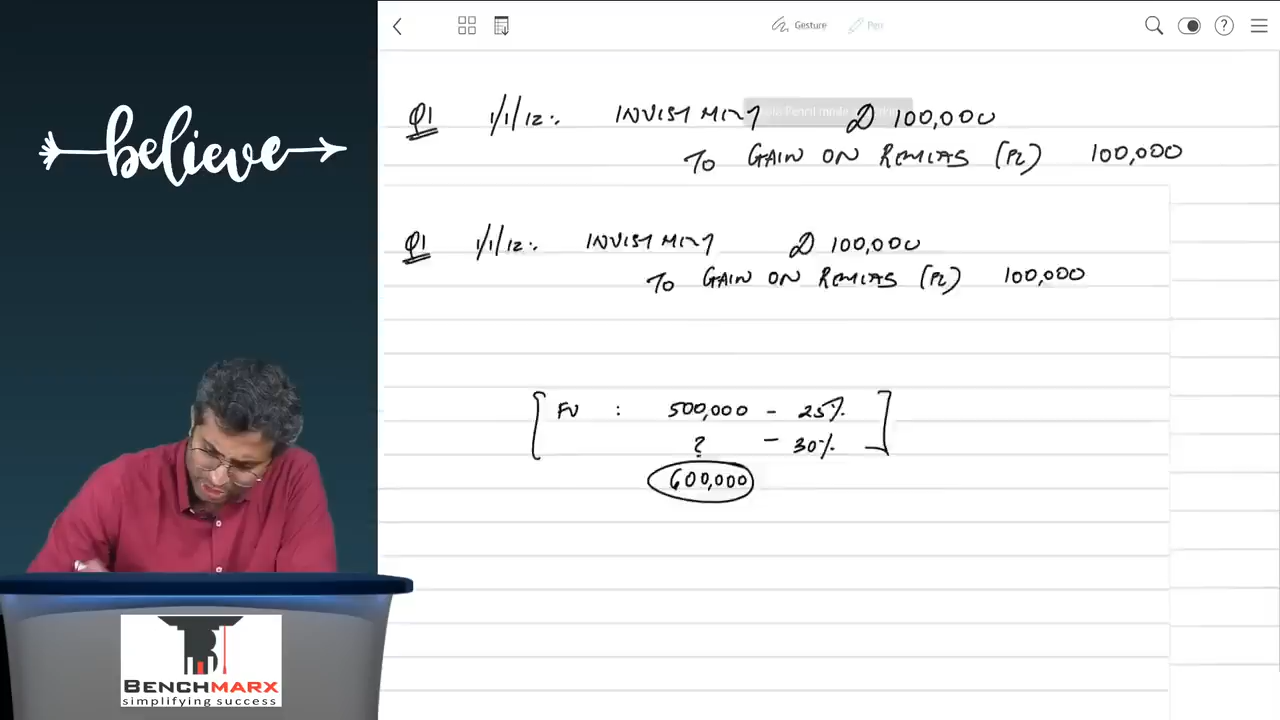 believe
Gesture Pen
Q1 1/1/12:. INVESTMENT D 100,000
TO GAIN ON REMEAS (PL) 100,000
Q1 1/1/12:. INVESTMENT D 100,000
TO GAIN ON REMEAS (PL) 100,000
FV : 500,000 - 25%
? - 30%
600,000
BENCHMARX
simplifying success